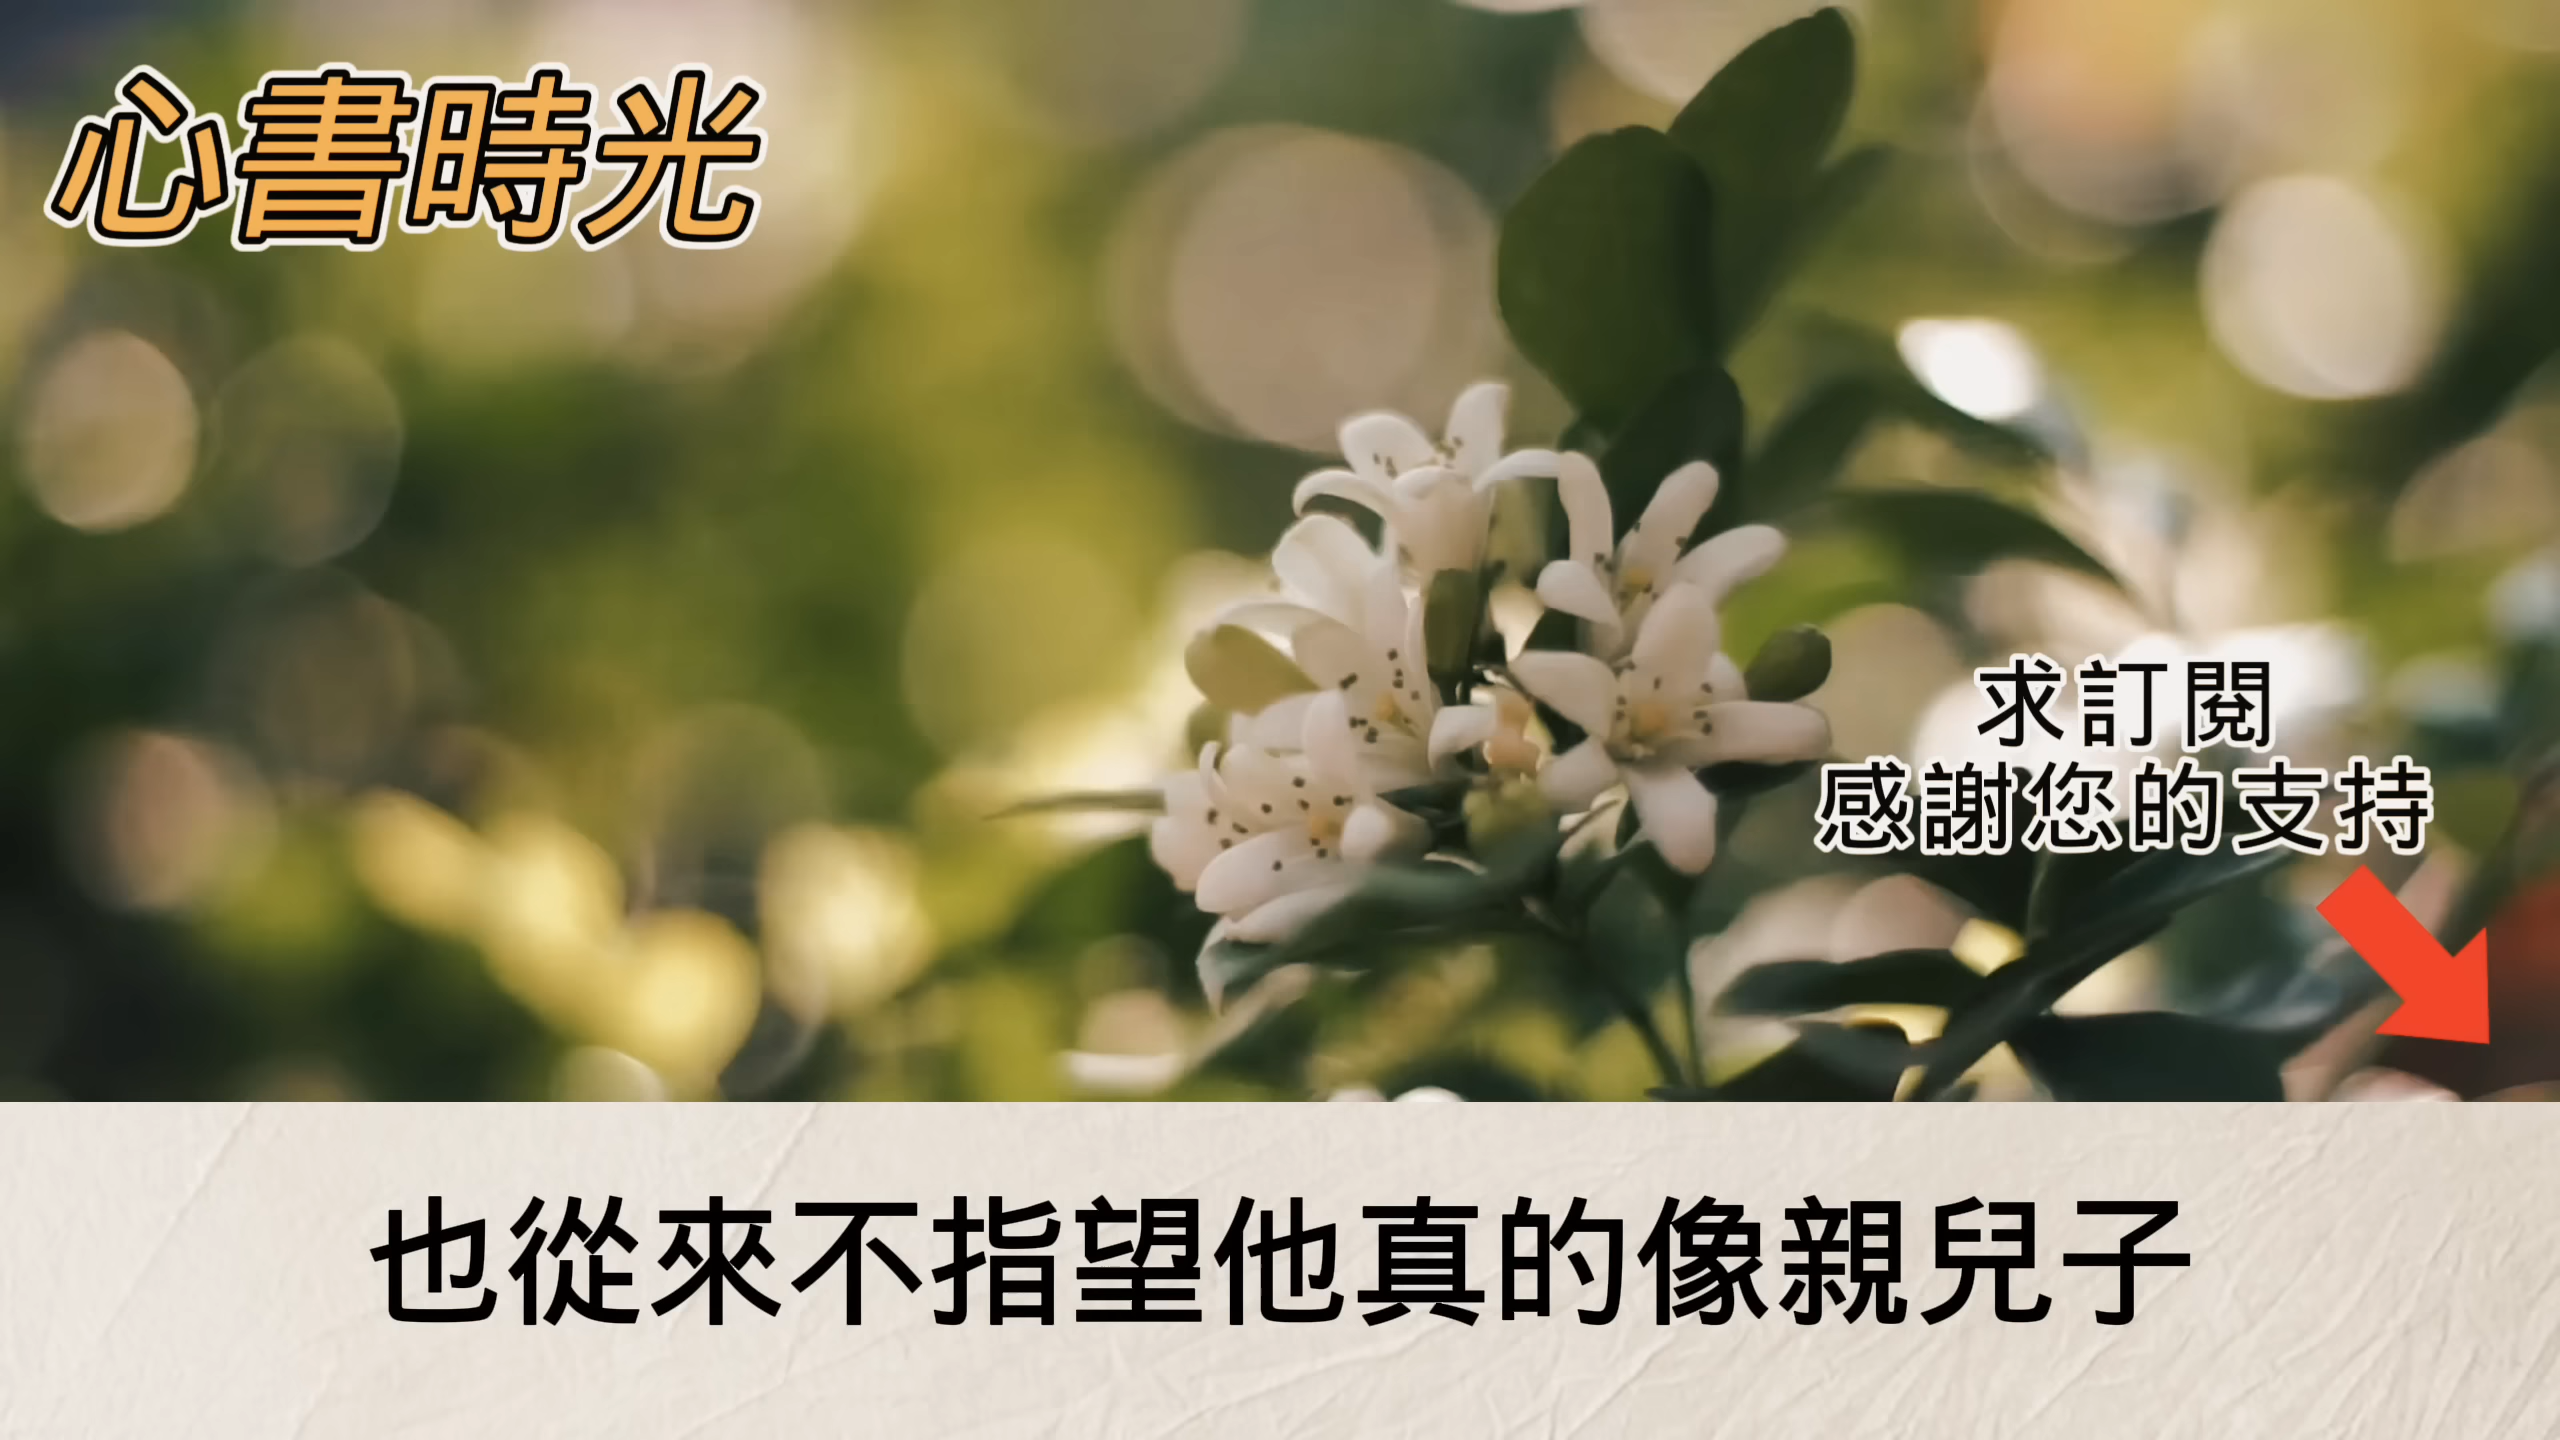 心書時光
求訂閱
感謝您的支持
也從來不指望他真的像親兒子